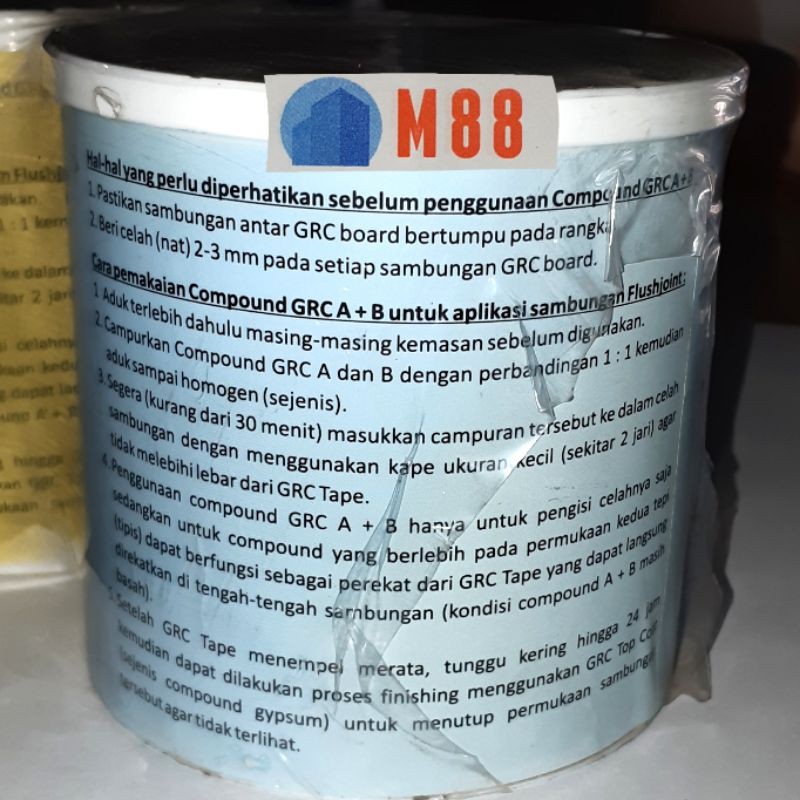 M88
Hal-hal yang perlu diperhatikan sebelum penggunaan Compound GRC A+B
1. Pastikan sambungan antar GRC board bertumpu pada rangka
2. Beri celah (nat) 2-3 mm pada setiap sambungan GRC board.
Cara pemakaian Compound GRC A + B untuk aplikasi sambungan Flushjoint:
1 Aduk terlebih dahulu masing-masing kemasan sebelum digunakan.
2. Campurkan Compound GRC A dan B dengan perbandingan 1 : 1 kemudian
aduk sampai homogen (sejenis).
3. Segera (kurang dari 30 menit) masukkan campuran tersebut ke dalam celah
sambungan dengan menggunakan kape ukuran kecil (sekitar 2 jari) agar
tidak melebihi lebar dari GRC Tape.
4. Penggunaan compound GRC A + B hanya untuk pengisi celahnya saja
sedangkan untuk compound yang berlebih pada permukaan kedua tepi
(tipis) dapat berfungsi sebagai perekat dari GRC Tape yang dapat langsung
direkatkan di tengah-tengah sambungan (kondisi compound A + B masih
basah).
5. Setelah GRC Tape menempel merata, tunggu kering hingga 24 jam
kemudian dapat dilakukan proses finishing menggunakan GRC Top Coat
(sejenis compound gypsum) untuk menutup permukaan sambungan
tersebut agar tidak terlihat.